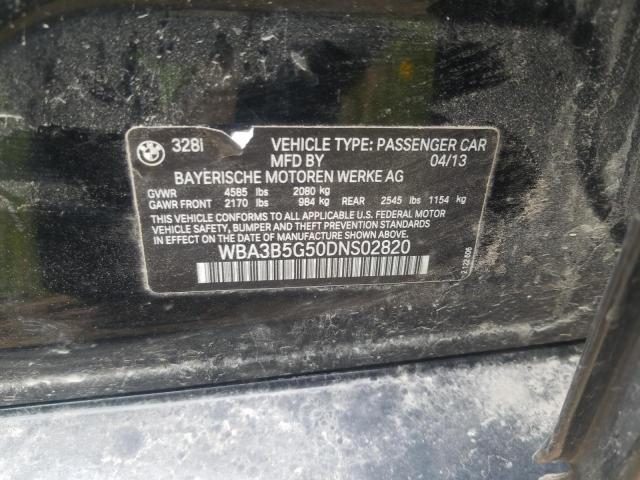 328i VEHICLE TYPE: PASSENGER CAR
MFD BY 04/13
BAYERISCHE MOTOREN WERKE AG
GVWR 4585 lbs 2080 kg
GAWR FRONT 2170 lbs 984 kg REAR 2545 lbs 1154 kg
THIS VEHICLE CONFORMS TO ALL APPLICABLE U.S. FEDERAL MOTOR
VEHICLE SAFETY, BUMPER, AND THEFT PREVENTION STANDARDS
IN EFFECT ON THE DATE OF MANUFACTURE SHOWN ABOVE.
WBA3B5G50DNS02820